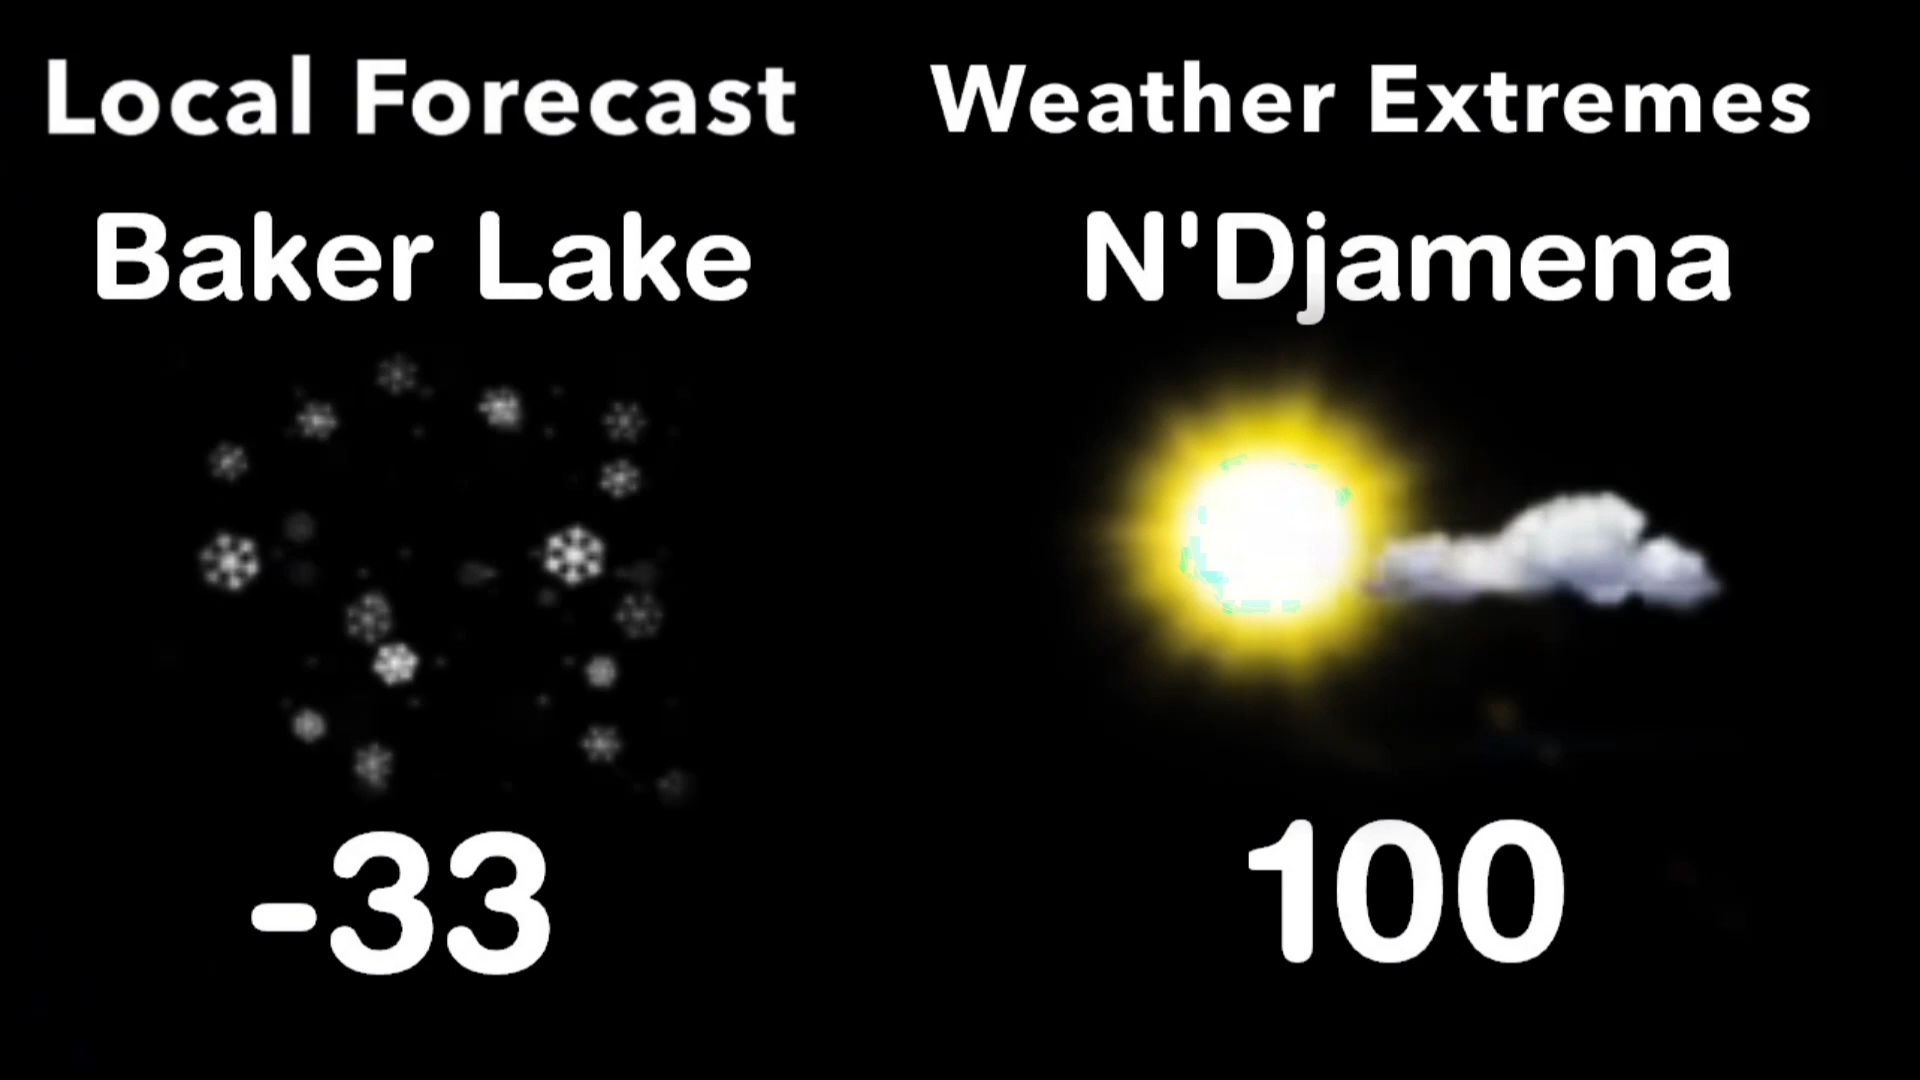 Local Forecast
Baker Lake
-33
Weather Extremes
N'Djamena
100